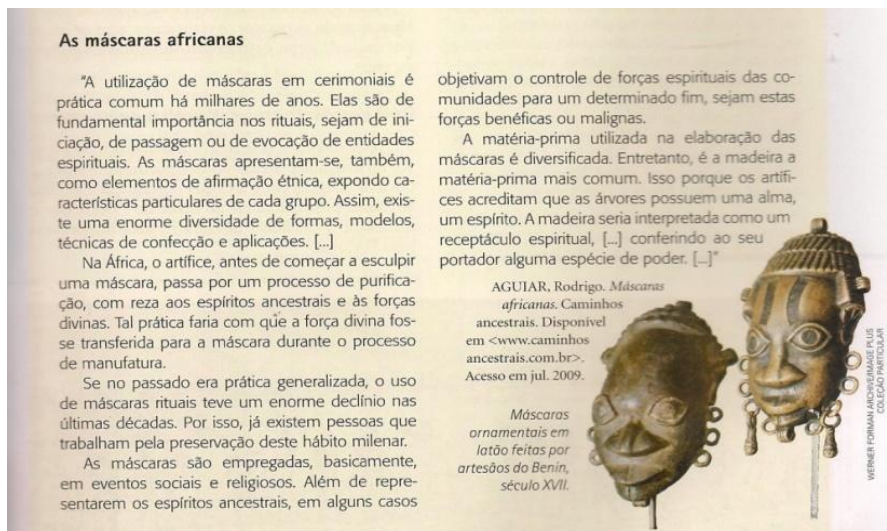 As máscaras africanas
"A utilização de máscaras em cerimoniais é
prática comum há milhares de anos. Elas são de
fundamental importância nos rituais, sejam de ini-
ciação, de passagem ou de evocação de entidades
espirituais. As máscaras apresentam-se, também,
como elementos de afirmação étnica, expondo ca-
racterísticas particulares de cada grupo. Assim, exis-
te uma enorme diversidade de formas, modelos,
técnicas de confecção e aplicações. [...]
Na África, o artífice, antes de começar a esculpir
uma máscara, passa por um processo de purifica-
ção, com reza aos espíritos ancestrais e às forças
divinas. Tal prática faria com que a força divina fos-
se transferida para a máscara durante o processo
de manufatura.
Se no passado era prática generalizada, o uso
de máscaras rituais teve um enorme declínio nas
últimas décadas. Por isso, já existem pessoas que
trabalham pela preservação deste hábito milenar.
As máscaras são empregadas, basicamente,
em eventos sociais e religiosos. Além de repre-
sentarem os espíritos ancestrais, em alguns casos
objetivam o controle de forças espirituais das co-
munidades para um determinado fim, sejam estas
forças benéficas ou malignas.
A matéria-prima utilizada na elaboração das
máscaras é diversificada. Entretanto, é a madeira a
matéria-prima mais comum. Isso porque os artífi-
ces acreditam que as árvores possuem uma alma,
um espírito. A madeira seria interpretada como um
receptáculo espiritual, [...] conferindo ao seu
portador alguma espécie de poder. [...]"
AGUIAR, Rodrigo. Máscaras
africanas. Caminhos
ancestrais. Disponível
em <www.caminhos
ancestrais.com.br>.
Acesso em jul. 2009.
Máscaras
ornamentais em
latão feitas por
artesãos do Benin,
século XVII.
WERNER FORMAN ARCHIVE/IMAGE PLUS
COLEÇÃO PARTICULAR